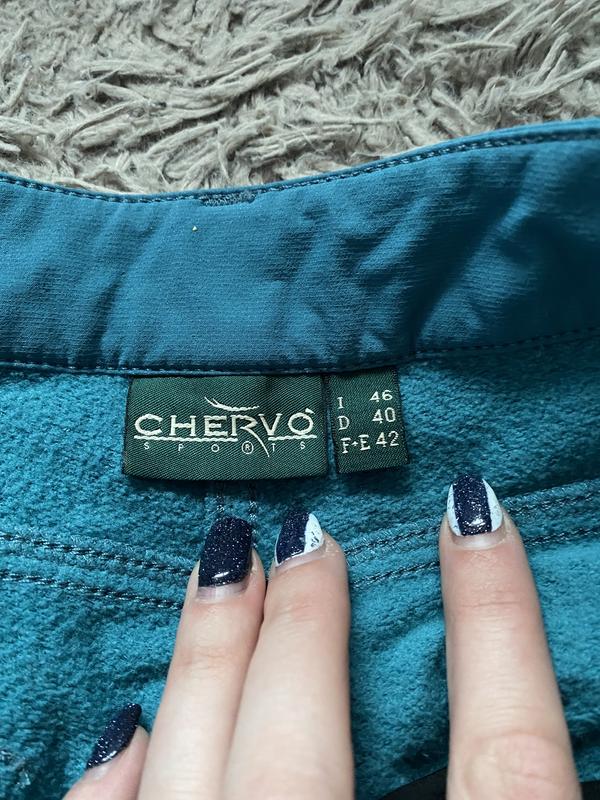 CHERVÒ
SPORTS
®
I 46
D 40
F+E 42